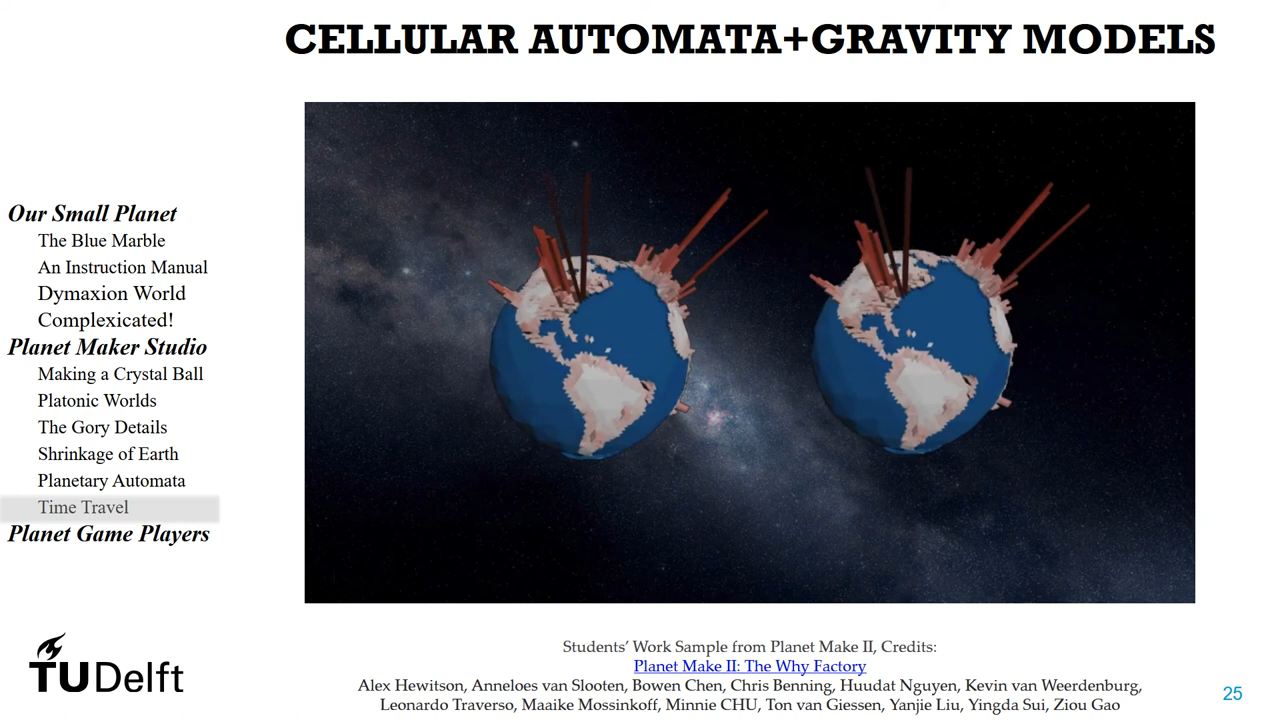 CELLULAR AUTOMATA+GRAVITY MODELS
Our Small Planet
The Blue Marble
An Instruction Manual
Dymaxion World
Complexicated!
Planet Maker Studio
Making a Crystal Ball
Platonic Worlds
The Gory Details
Shrinkage of Earth
Planetary Automata
Time Travel
Planet Game Players
TUDelft
Students’ Work Sample from Planet Make II, Credits:
Planet Make II: The Why Factory
Alex Hewitson, Anneloes van Slooten, Bowen Chen, Chris Benning, Huudat Nguyen, Kevin van Weerdenburg,
Leonardo Traverso, Maaike Mossinkoff, Minnie CHU, Ton van Giessen, Yanjie Liu, Yingda Sui, Ziou Gao
25